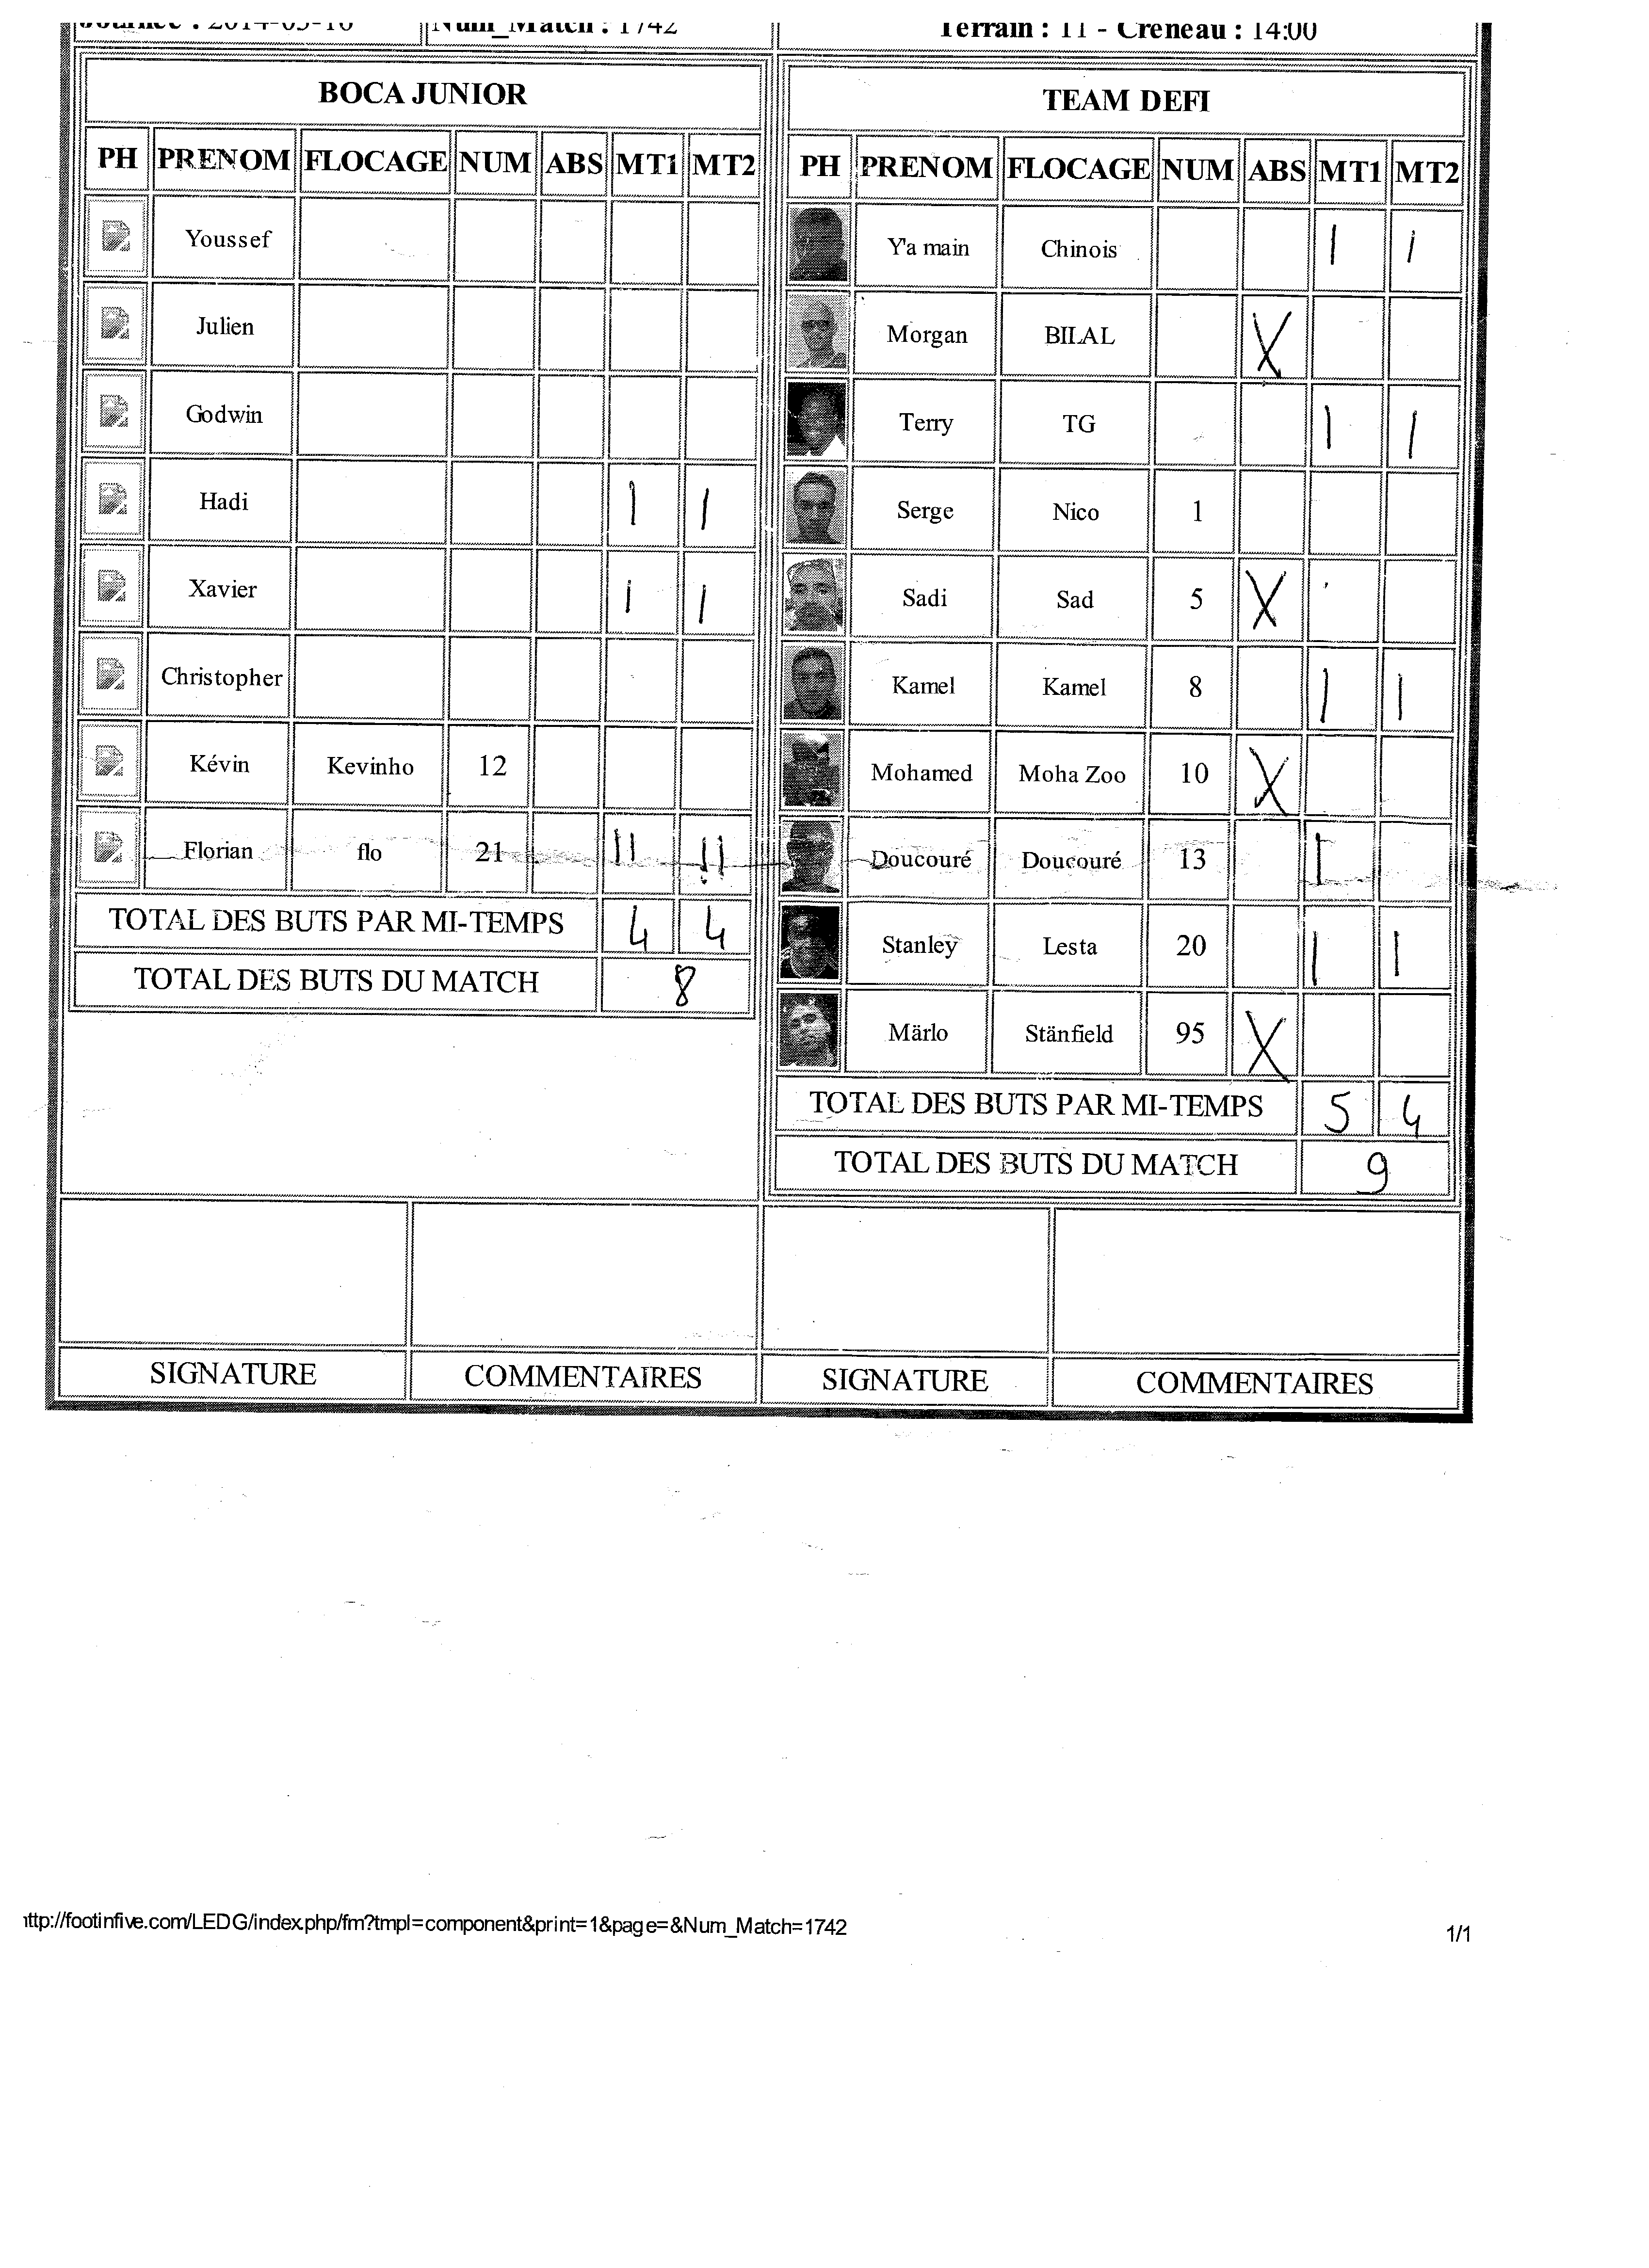 Journee : 2014-05-10 Num_Match : 1742 Terrain : 11 - Creneau : 14:00
BOCA JUNIOR TEAM DEFI
PH PRENOM FLOCAGE NUM ABS MT1 MT2 PH PRENOM FLOCAGE NUM ABS MT1 MT2
Youssef Y'a main Chinois 1 1
Julien Morgan BILAL X
Godwin Terry TG 1 1
Hadi 1 1 Serge Nico 1
Xavier 1 1 Sadi Sad 5 X
Christopher Kamel Kamel 8 1 1
Kévin Kevinho 12 Mohamed Moha Zoo 10 X
Florian flo 21 11 11 Doucouré Doucouré 13 1
TOTAL DES BUTS PAR MI-TEMPS 4 4 Stanley Lesta 20 1 1
TOTAL DES BUTS DU MATCH 8 Märlo Stänfield 95 X
TOTAL DES BUTS PAR MI-TEMPS 5 4
TOTAL DES BUTS DU MATCH 9
SIGNATURE COMMENTAIRES SIGNATURE COMMENTAIRES
ttp://footinfive.com/LEDG/index.php/fm?tmpl=component&print=1&page=&Num_Match=1742 1/1